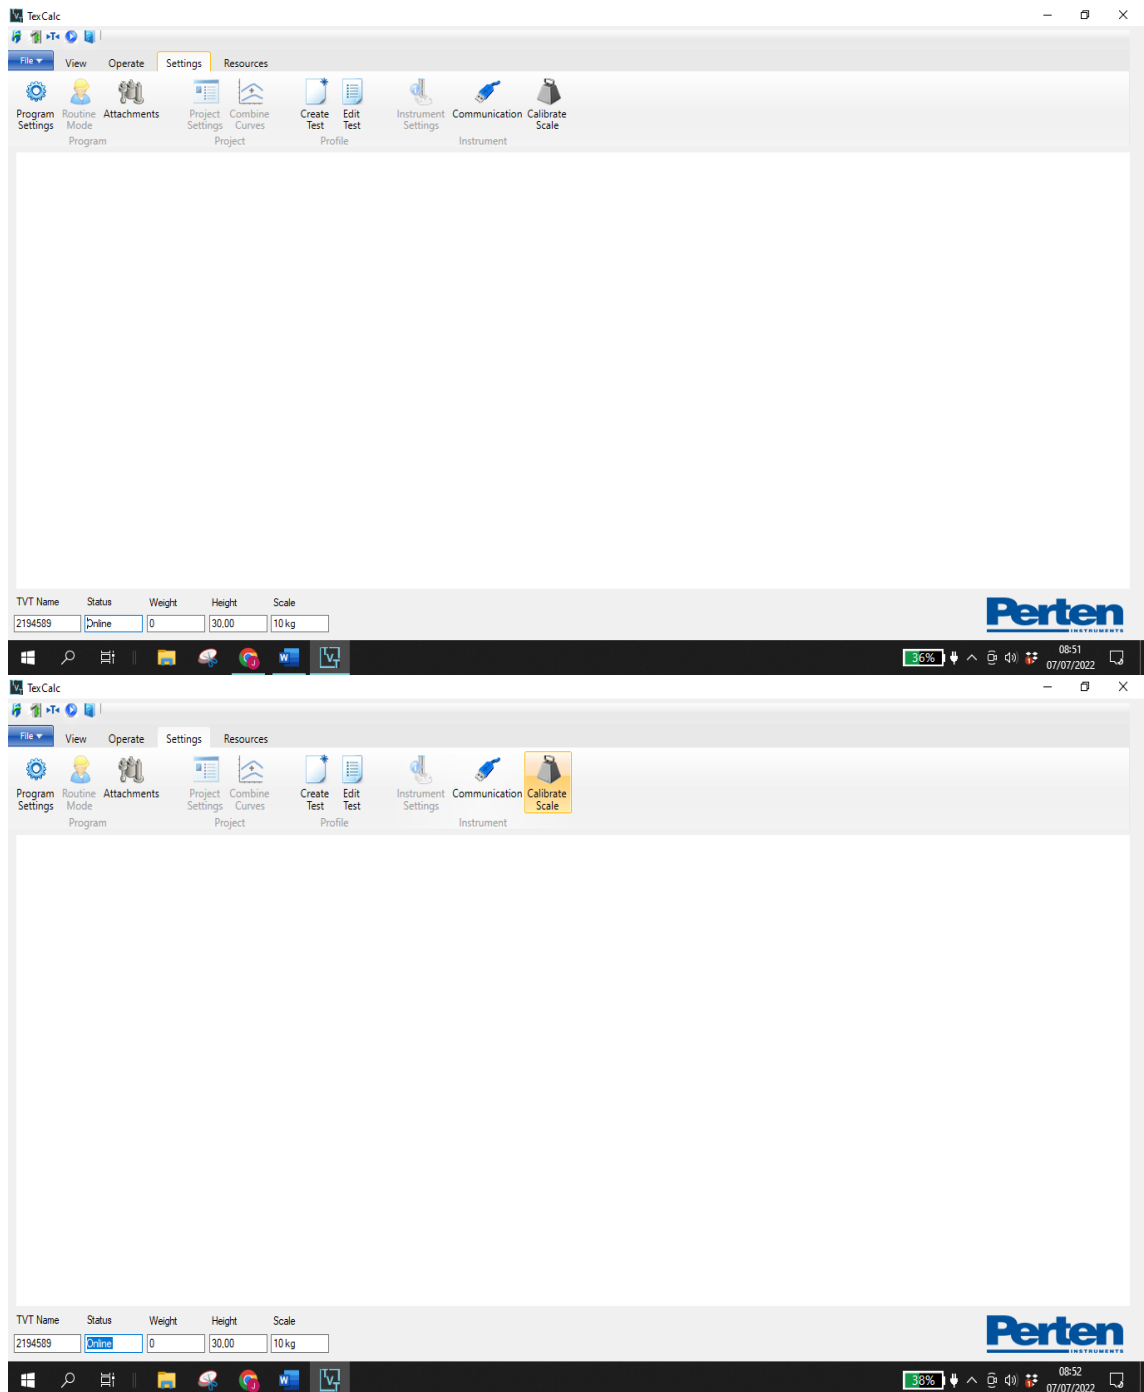 TexCalc
File View Operate Settings Resources
Program Routine Attachments Project Combine Create Edit Instrument Communication Calibrate
Settings Mode Settings Curves Test Test Settings Scale
Program Project Profile Instrument
TVT Name Status Weight Height Scale
2194589 Online 0 30,00 10 kg
Perten
INSTRUMENTS
36% 08:51
07/07/2022
TexCalc
File View Operate Settings Resources
Program Routine Attachments Project Combine Create Edit Instrument Communication Calibrate
Settings Mode Settings Curves Test Test Settings Scale
Program Project Profile Instrument
TVT Name Status Weight Height Scale
2194589 Online 0 30,00 10 kg
Perten
INSTRUMENTS
38% 08:52
07/07/2022